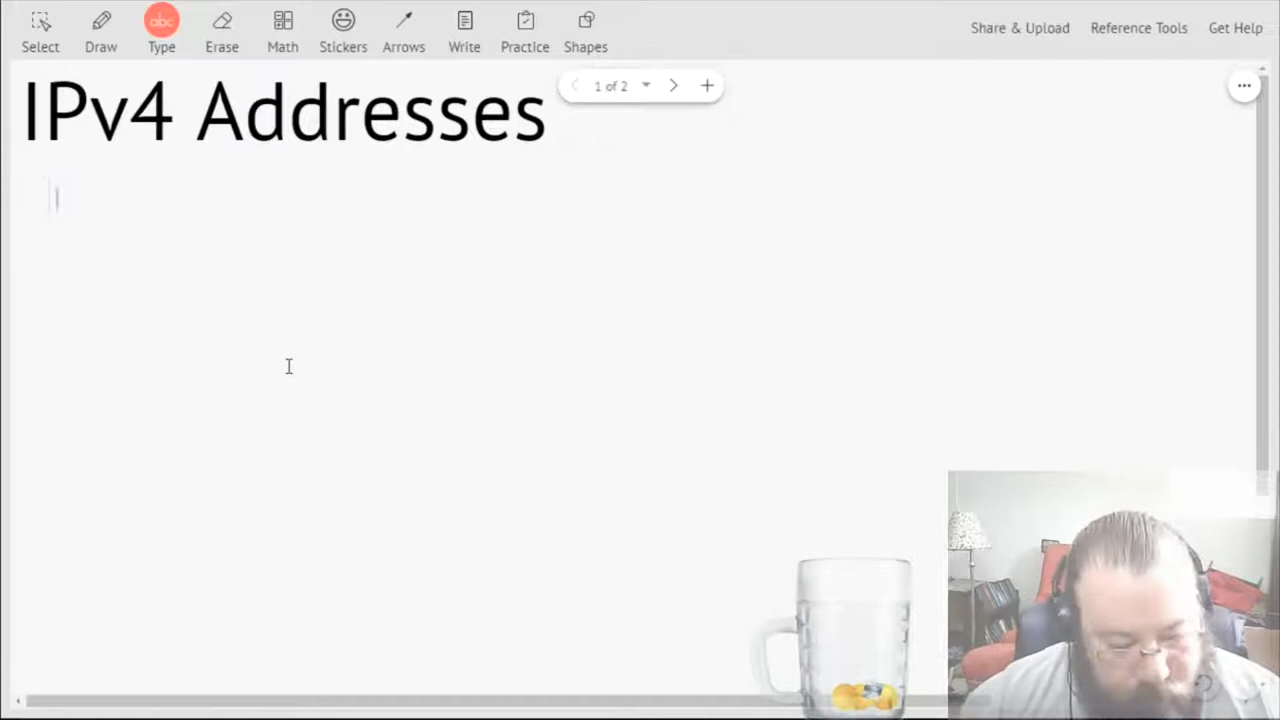 abc
Select Draw Type Erase Math Stickers Arrows Write Practice Shapes
Share & Upload Reference Tools Get Help
1 of 2
IPv4 Addresses